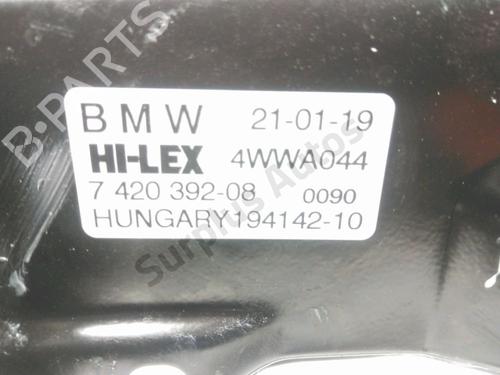 B-PARTS
BMW 21-01-19
HI-LEX 4WWA044
7 420 392-08 0090
HUNGARY194142-10
Surplus Autos